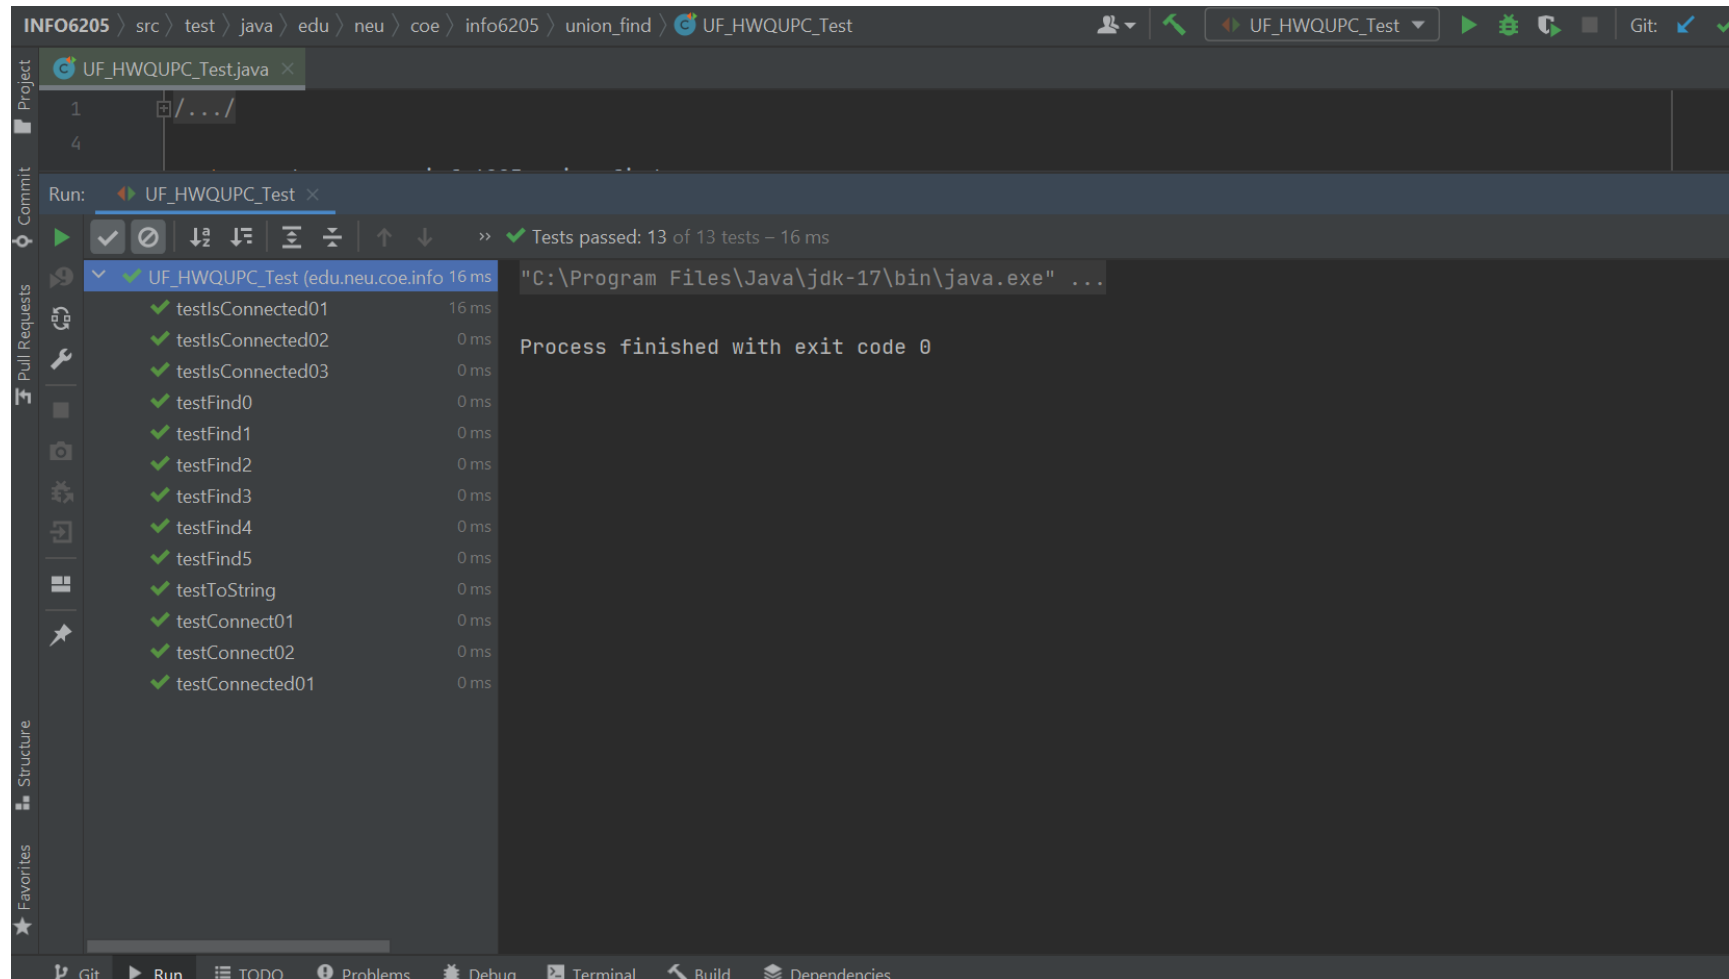 INFO6205 src test java edu neu coe info6205 union_find UF_HWQUPC_Test UF_HWQUPC_Test Git:
UF_HWQUPC_Test.java
1 /.../
4
Run: UF_HWQUPC_Test
» Tests passed: 13 of 13 tests – 16 ms
UF_HWQUPC_Test (edu.neu.coe.info 16 ms
testIsConnected01 16 ms
testIsConnected02 0 ms
testIsConnected03 0 ms
testFind0 0 ms
testFind1 0 ms
testFind2 0 ms
testFind3 0 ms
testFind4 0 ms
testFind5 0 ms
testToString 0 ms
testConnect01 0 ms
testConnect02 0 ms
testConnected01 0 ms
"C:\Program Files\Java\jdk-17\bin\java.exe" ...
Process finished with exit code 0
Project
Commit
Pull Requests
Structure
Favorites
Git Run TODO Problems Debug Terminal Build Dependencies